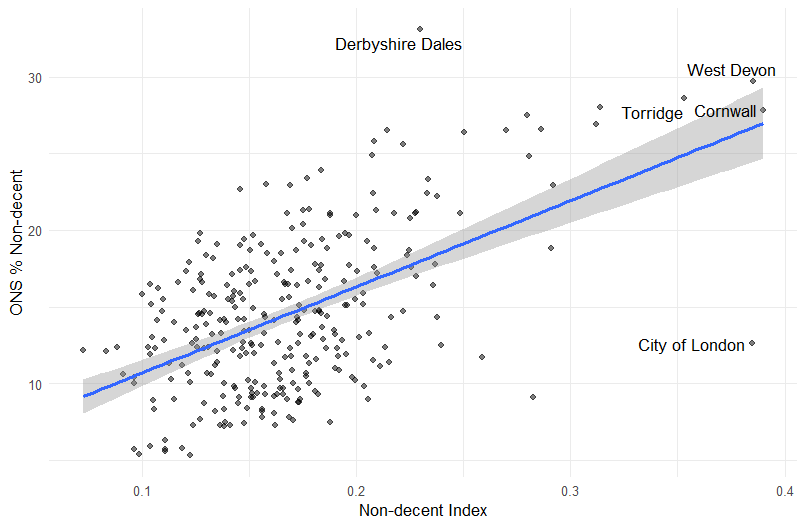 Derbyshire Dales
West Devon
30
Torridge
Cornwall
20
City of London
10
ONS % Non-decent
0.1
0.2
0.3
0.4
Non-decent Index